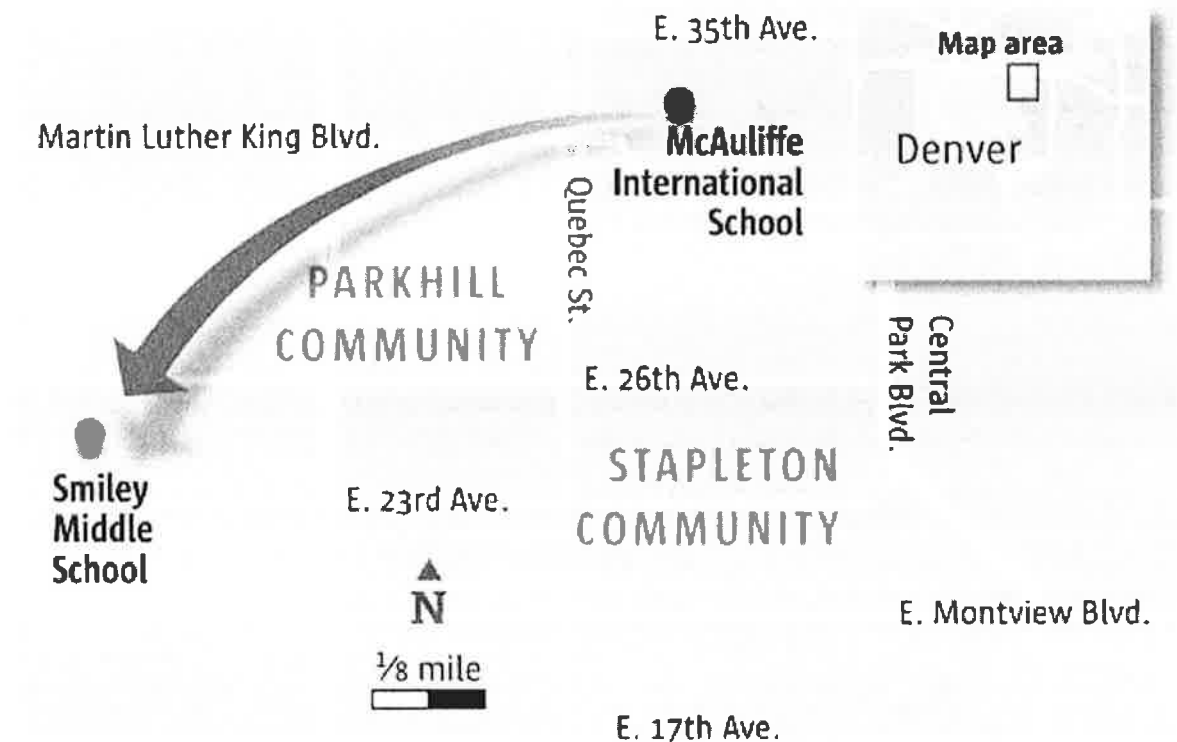 E. 35th Ave.
Map area
Martin Luther King Blvd.
McAuliffe
International
School
Denver
Quebec St.
PARKHILL
COMMUNITY
Central
Park Blvd.
E. 26th Ave.
Smiley
Middle
School
E. 23rd Ave.
STAPLETON
COMMUNITY
N
E. Montview Blvd.
⅛ mile
E. 17th Ave.